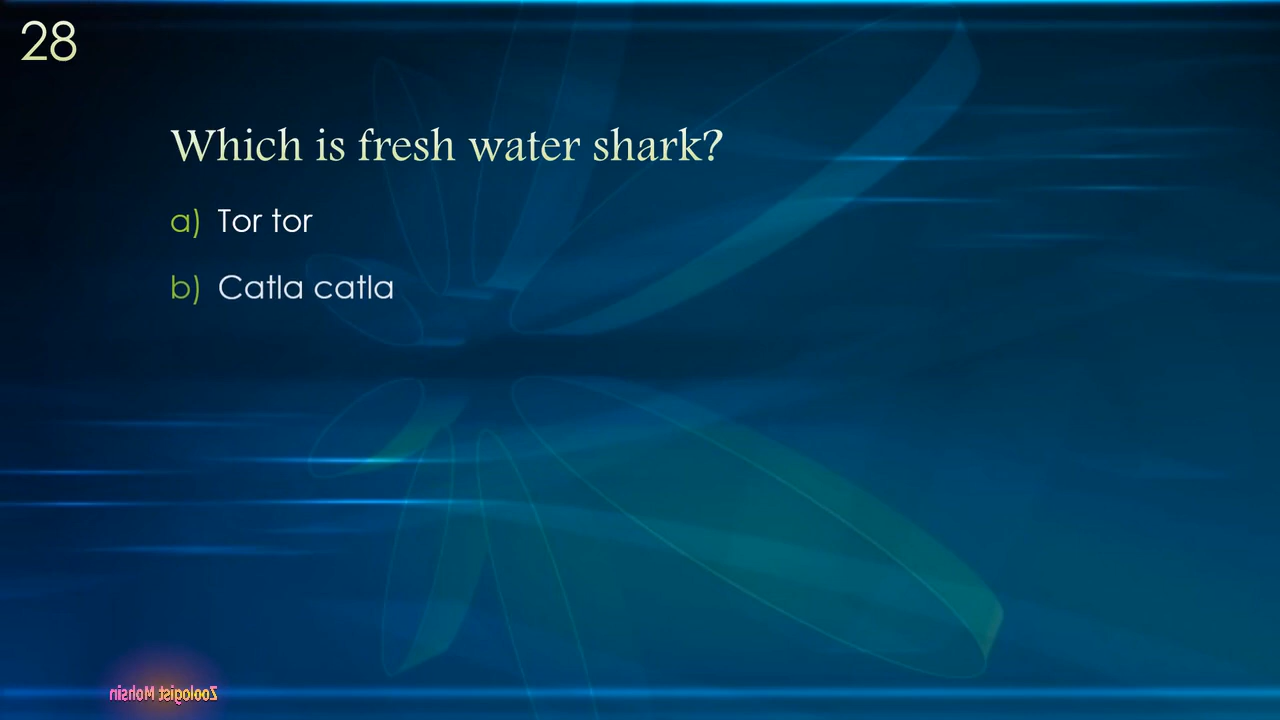 28
Which is fresh water shark?
a) Tor tor
b) Catla catla
Zoologist Mohsin